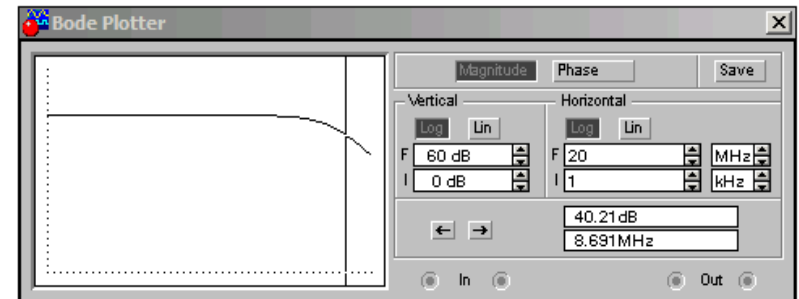 Bode Plotter
Magnitude Phase Save
Vertical Horizontal
Log Lin Log Lin
F 60 dB F 20 MHz
I 0 dB I 1 kHz
← → 40.21dB
8.691MHz
In Out